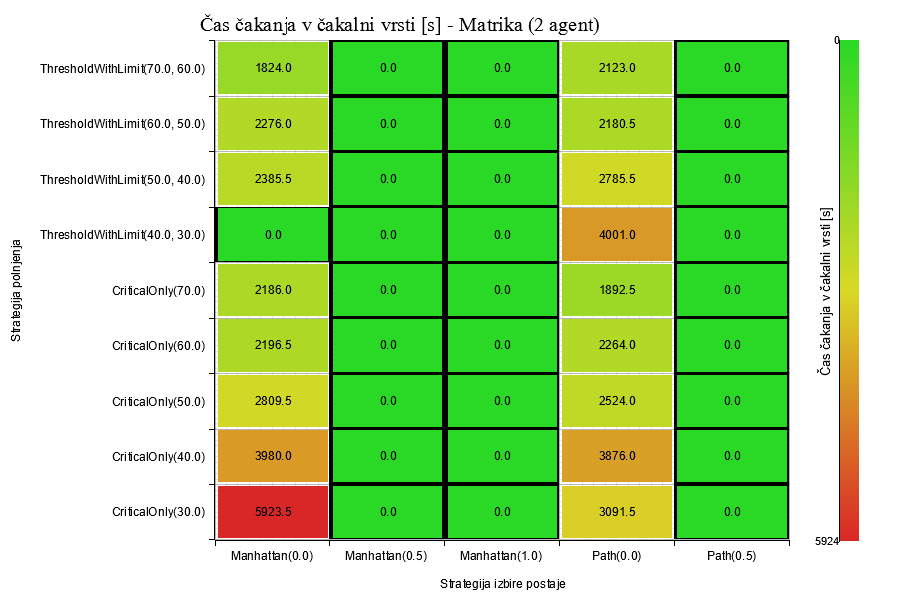 Čas čakanja v čakalni vrsti [s] - Matrika (2 agent)
ThresholdWithLimit(70.0, 60.0) 1824.0 0.0 0.0 2123.0 0.0
ThresholdWithLimit(60.0, 50.0) 2276.0 0.0 0.0 2180.5 0.0
ThresholdWithLimit(50.0, 40.0) 2385.5 0.0 0.0 2785.5 0.0
ThresholdWithLimit(40.0, 30.0) 0.0 0.0 0.0 4001.0 0.0
CriticalOnly(70.0) 2186.0 0.0 0.0 1892.5 0.0
CriticalOnly(60.0) 2196.5 0.0 0.0 2264.0 0.0
CriticalOnly(50.0) 2809.5 0.0 0.0 2524.0 0.0
CriticalOnly(40.0) 3980.0 0.0 0.0 3876.0 0.0
CriticalOnly(30.0) 5923.5 0.0 0.0 3091.5 0.0
Manhattan(0.0) Manhattan(0.5) Manhattan(1.0) Path(0.0) Path(0.5)
Strategija izbire postaje
Strategija polnjenja
0
5924
Čas čakanja v čakalni vrsti [s]